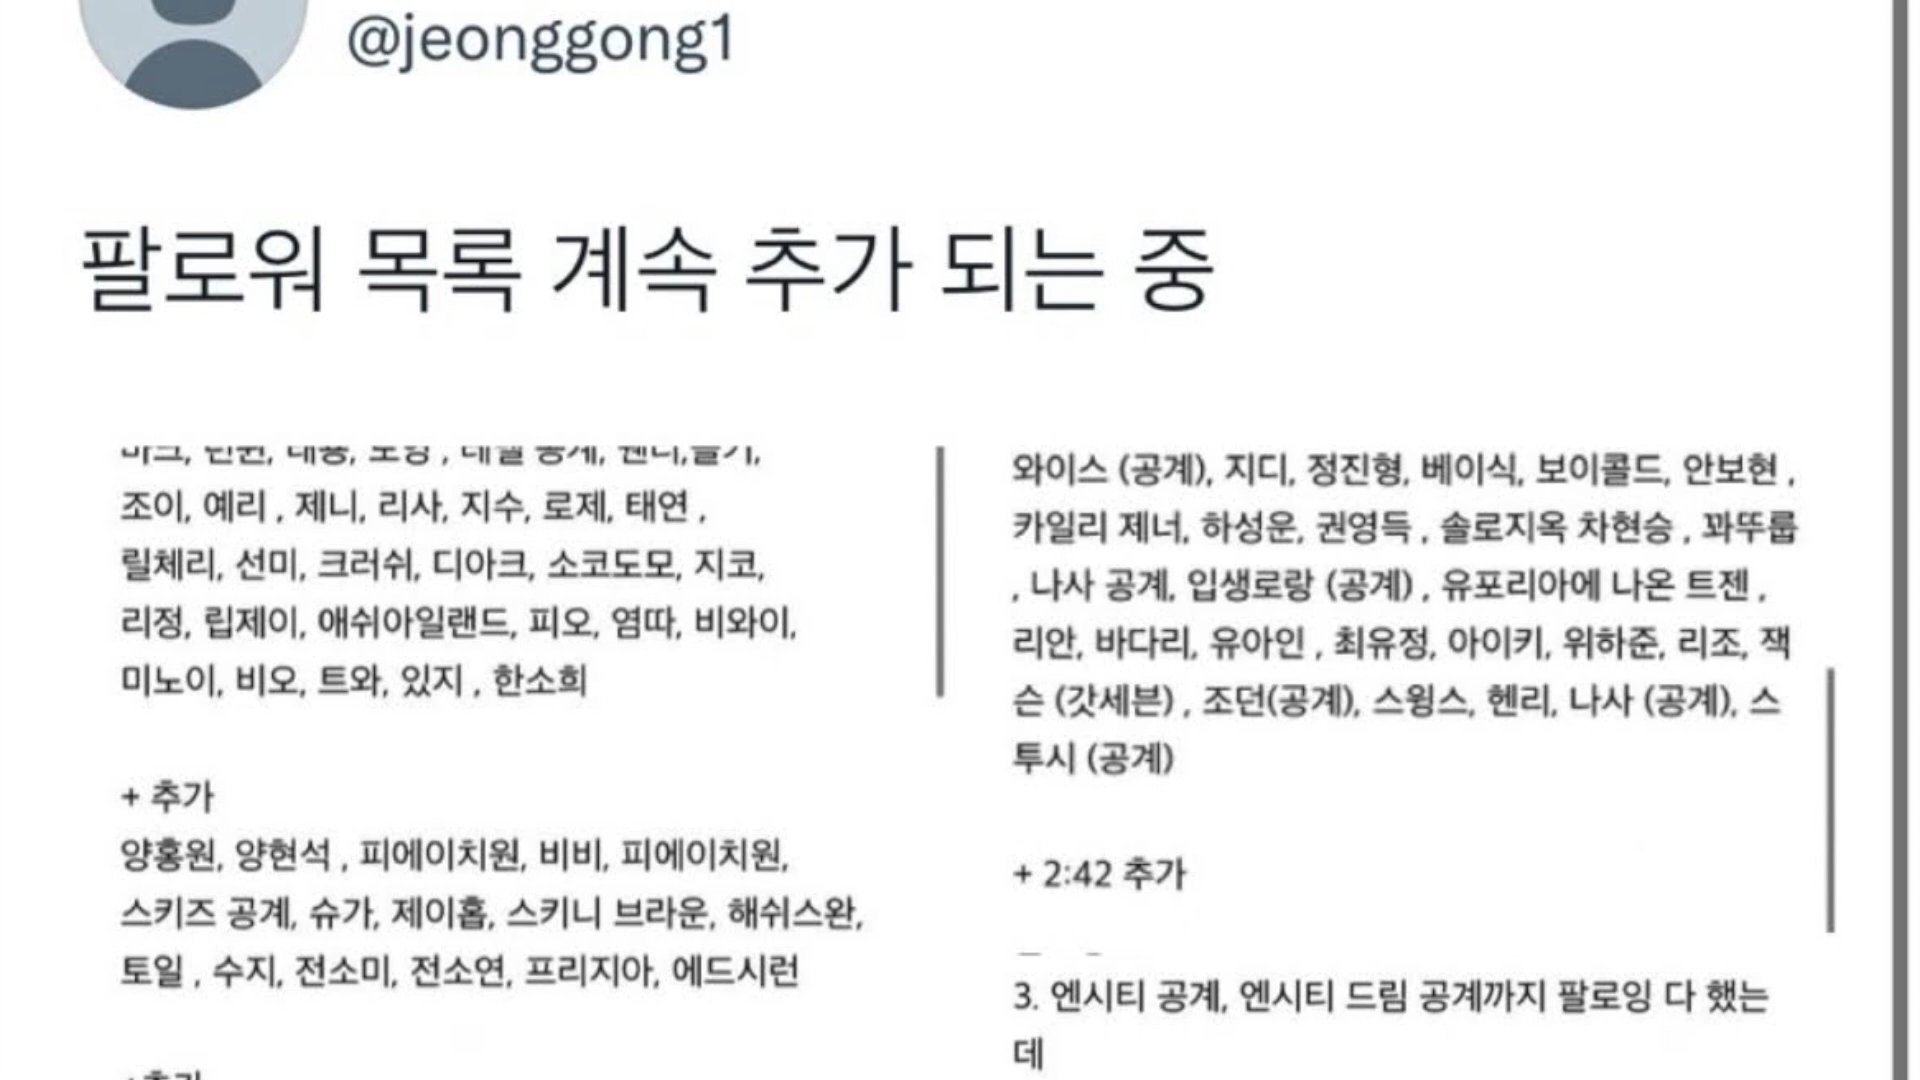 @jeonggong1
팔로워 목록 계속 추가 되는 중
조이, 예리 , 제니, 리사, 지수, 로제, 태연 ,
릴체리, 선미, 크러쉬, 디아크, 소코도모, 지코,
리정, 립제이, 애쉬아일랜드, 피오, 염따, 비와이,
미노이, 비오, 트와, 있지 , 한소희
+ 추가
양홍원, 양현석 , 피에이치원, 비비, 피에이치원,
스키즈 공계, 슈가, 제이홉, 스키니 브라운, 해쉬스완,
토일 , 수지, 전소미, 전소연, 프리지아, 에드시런
와이스 (공계), 지디, 정진형, 베이식, 보이콜드, 안보현 ,
카일리 제너, 하성운, 권영득 , 솔로지옥 차현승 , 꽈뚜룹
, 나사 공계, 입생로랑 (공계) , 유포리아에 나온 트젠 ,
리안, 바다리, 유아인 , 최유정, 아이키, 위하준, 리조, 잭
슨 (갓세븐) , 조던(공계), 스윙스, 헨리, 나사 (공계), 스
투시 (공계)
+ 2:42 추가
3. 엔시티 공계, 엔시티 드림 공계까지 팔로잉 다 했는
데